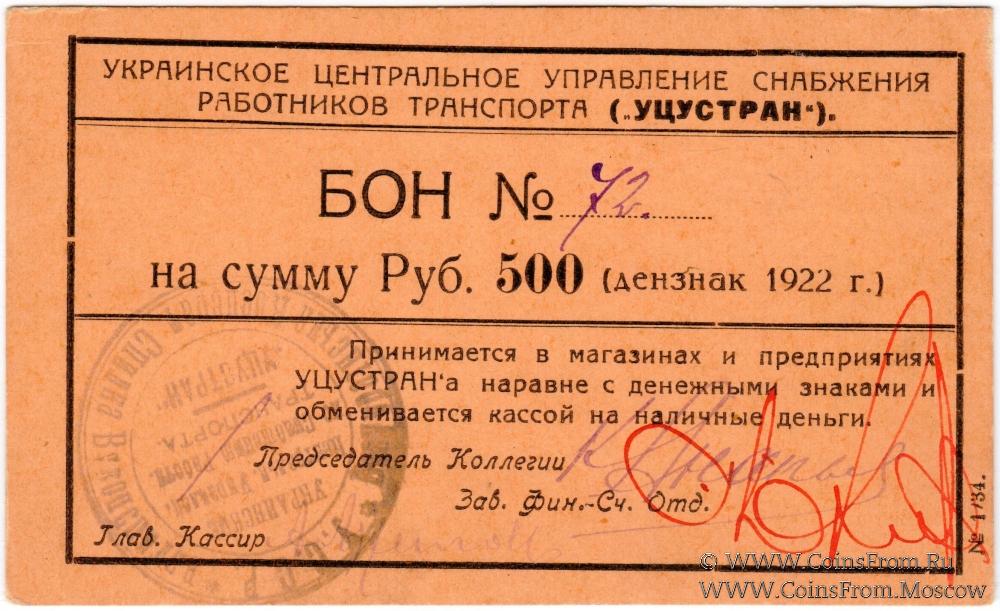 УКРАИНСКОЕ ЦЕНТРАЛЬНОЕ УПРАВЛЕНИЕ СНАБЖЕНИЯ
РАБОТНИКОВ ТРАНСПОРТА („УЦУСТРАН“).
БОН № 72.
на сумму Руб. 500 (дензнак 1922 г.)
Принимается в магазинах и предприятиях
УЦУСТРАН‘а наравне с денежными знаками и
обменивается кассой на наличные деньги.
Председатель Коллегии
Зав. Фин.-Сч. Отд.
Глав. Кассир
№ 1734.
© WWW.CoinsFrom.Ru
WWW.CoinsFrom.Moscow